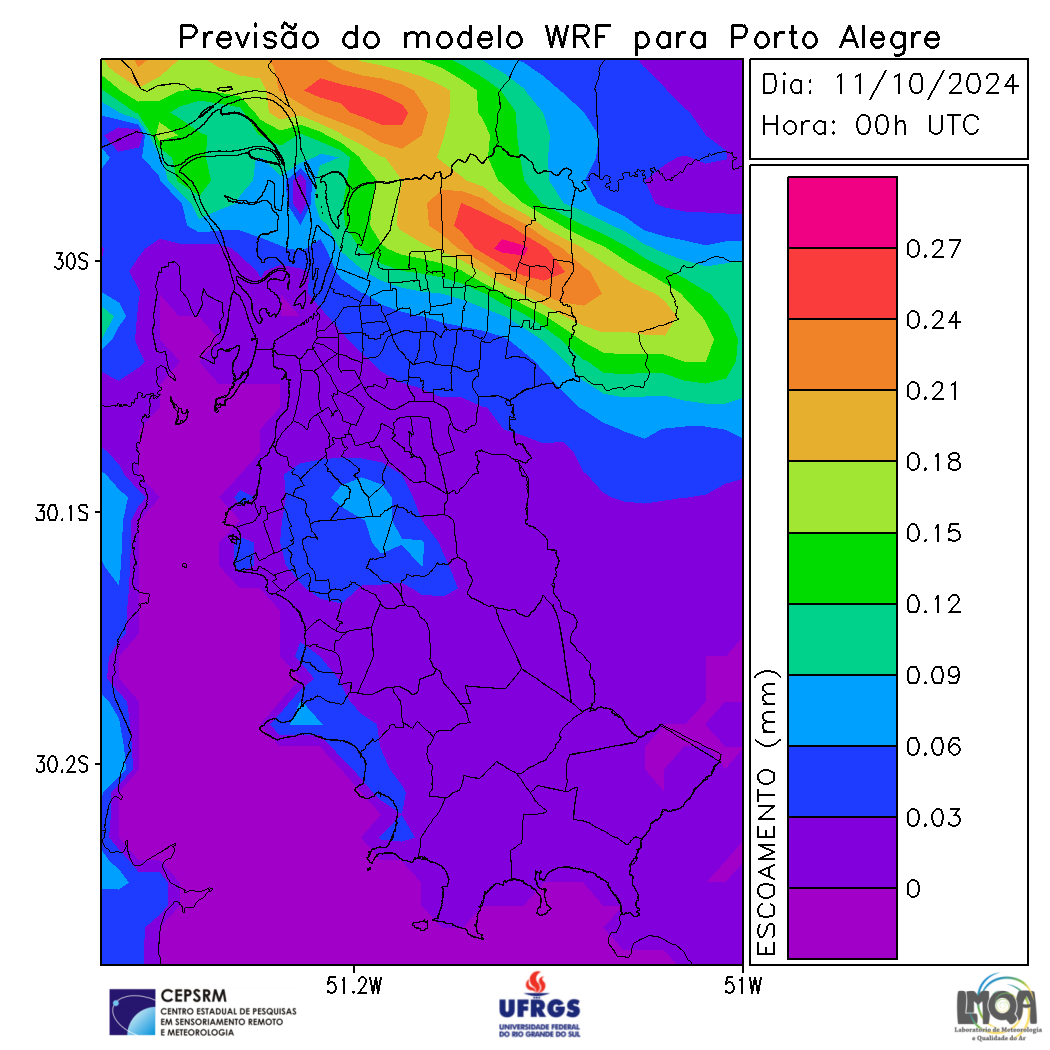 Previsão do modelo WRF para Porto Alegre
Dia: 11/10/2024
Hora: 00h UTC
30S
30.1S
30.2S
51.2W
51W
ESCOAMENTO (mm)
0.27
0.24
0.21
0.18
0.15
0.12
0.09
0.06
0.03
0
CEPSRM
CENTRO ESTADUAL DE PESQUISAS
EM SENSORIAMENTO REMOTO
E METEOROLOGIA
UFRGS
UNIVERSIDADE FEDERAL
DO RIO GRANDE DO SUL
LMQA
Laboratório de Meteorologia
e Qualidade do Ar